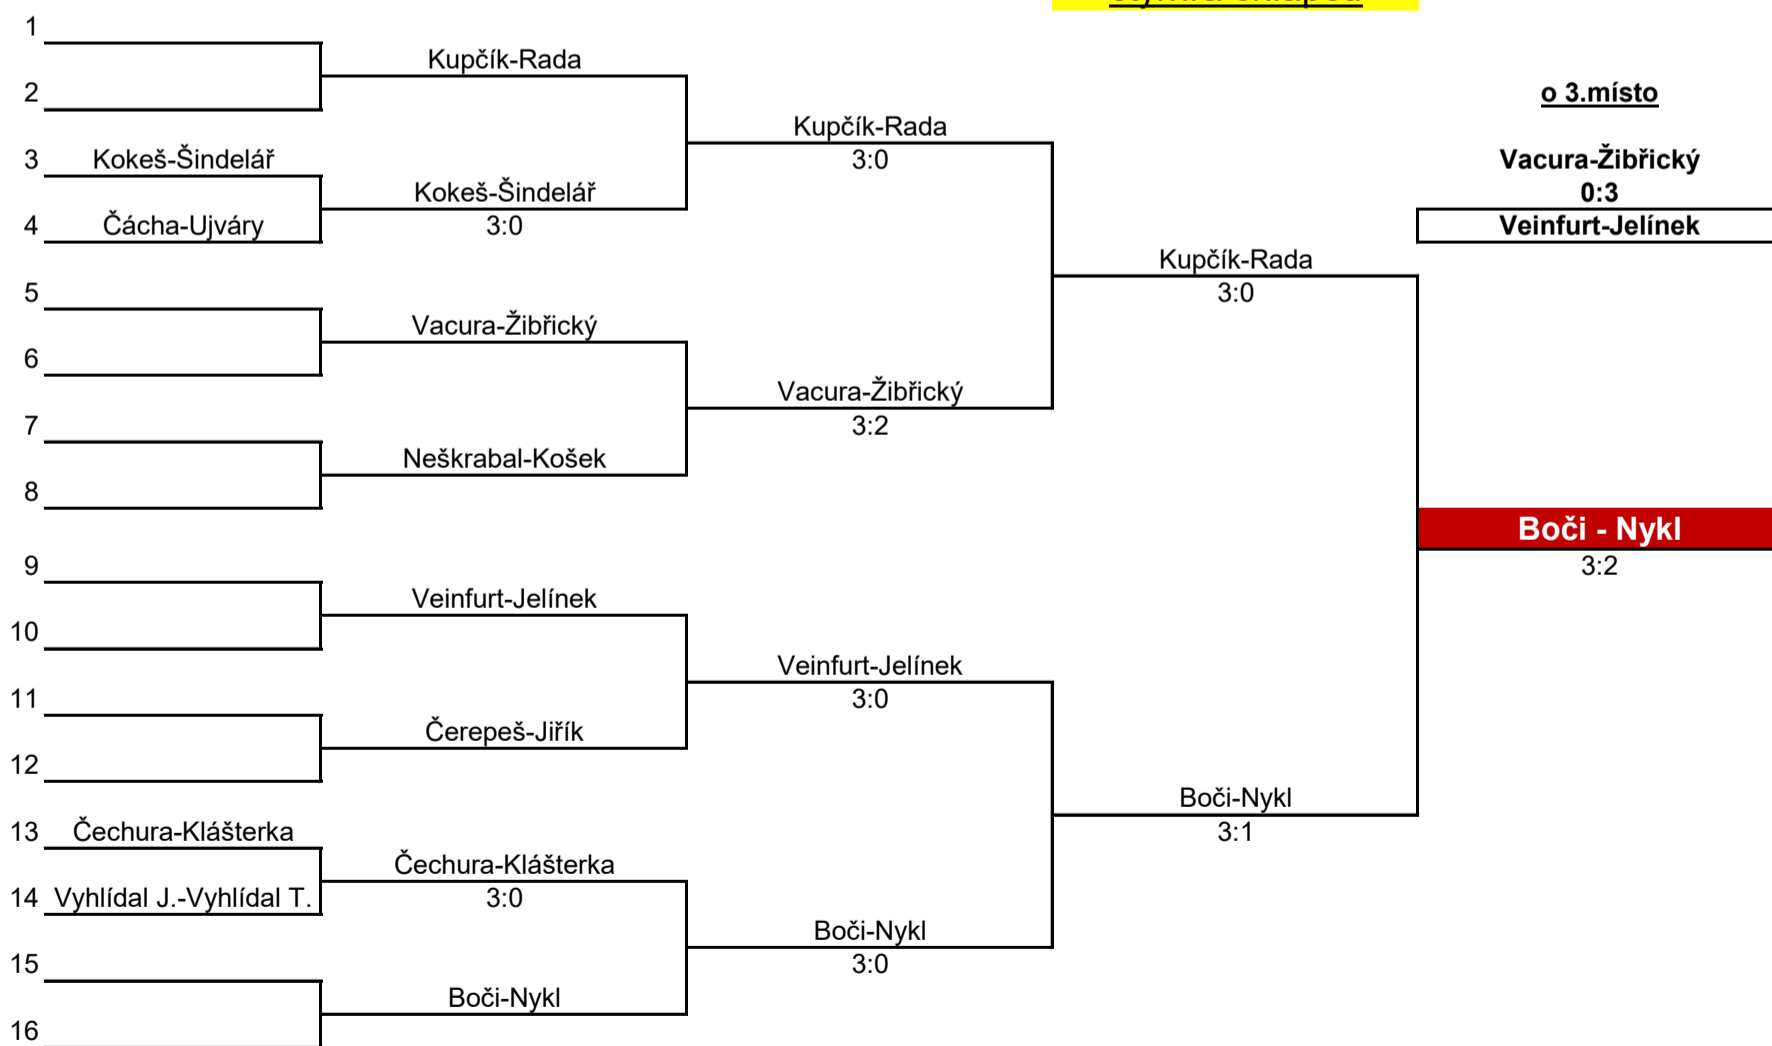 1
Kupčík-Rada
2
o 3.místo
Kupčík-Rada
3 Kokeš-Šindelář
3:0
Vacura-Žibřický
Kokeš-Šindelář
0:3
4 Čácha-Ujváry
3:0
Veinfurt-Jelínek
Kupčík-Rada
5
3:0
Vacura-Žibřický
6
Vacura-Žibřický
7
3:2
Neškrabal-Košek
8
Boči - Nykl
9
3:2
Veinfurt-Jelínek
10
Veinfurt-Jelínek
11
3:0
Čerepeš-Jiřík
12
Boči-Nykl
13 Čechura-Klášterka
3:1
Čechura-Klášterka
14 Vyhlídal J.-Vyhlídal T.
3:0
Boči-Nykl
15
3:0
Boči-Nykl
16